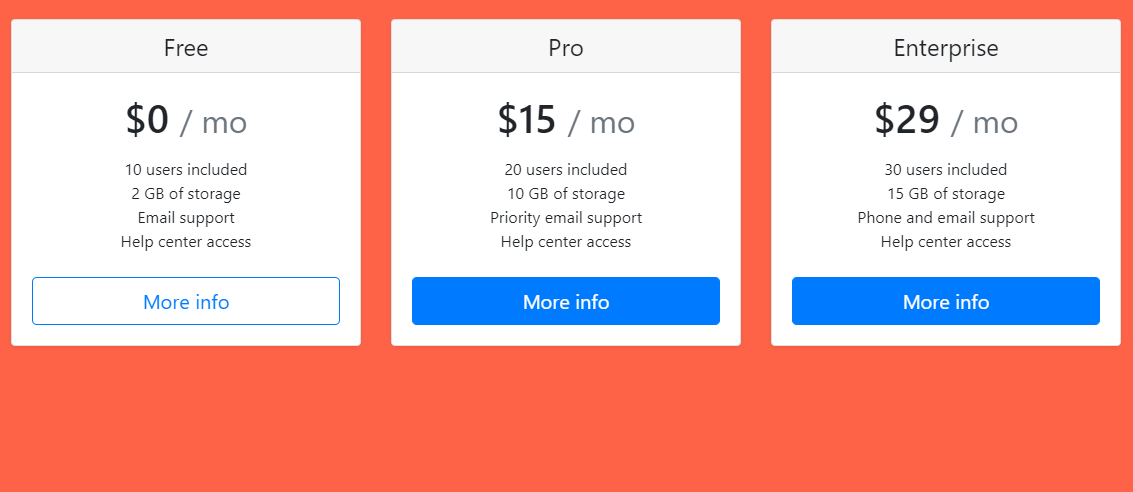 Free
$0 / mo
10 users included
2 GB of storage
Email support
Help center access
More info
Pro
$15 / mo
20 users included
10 GB of storage
Priority email support
Help center access
More info
Enterprise
$29 / mo
30 users included
15 GB of storage
Phone and email support
Help center access
More info